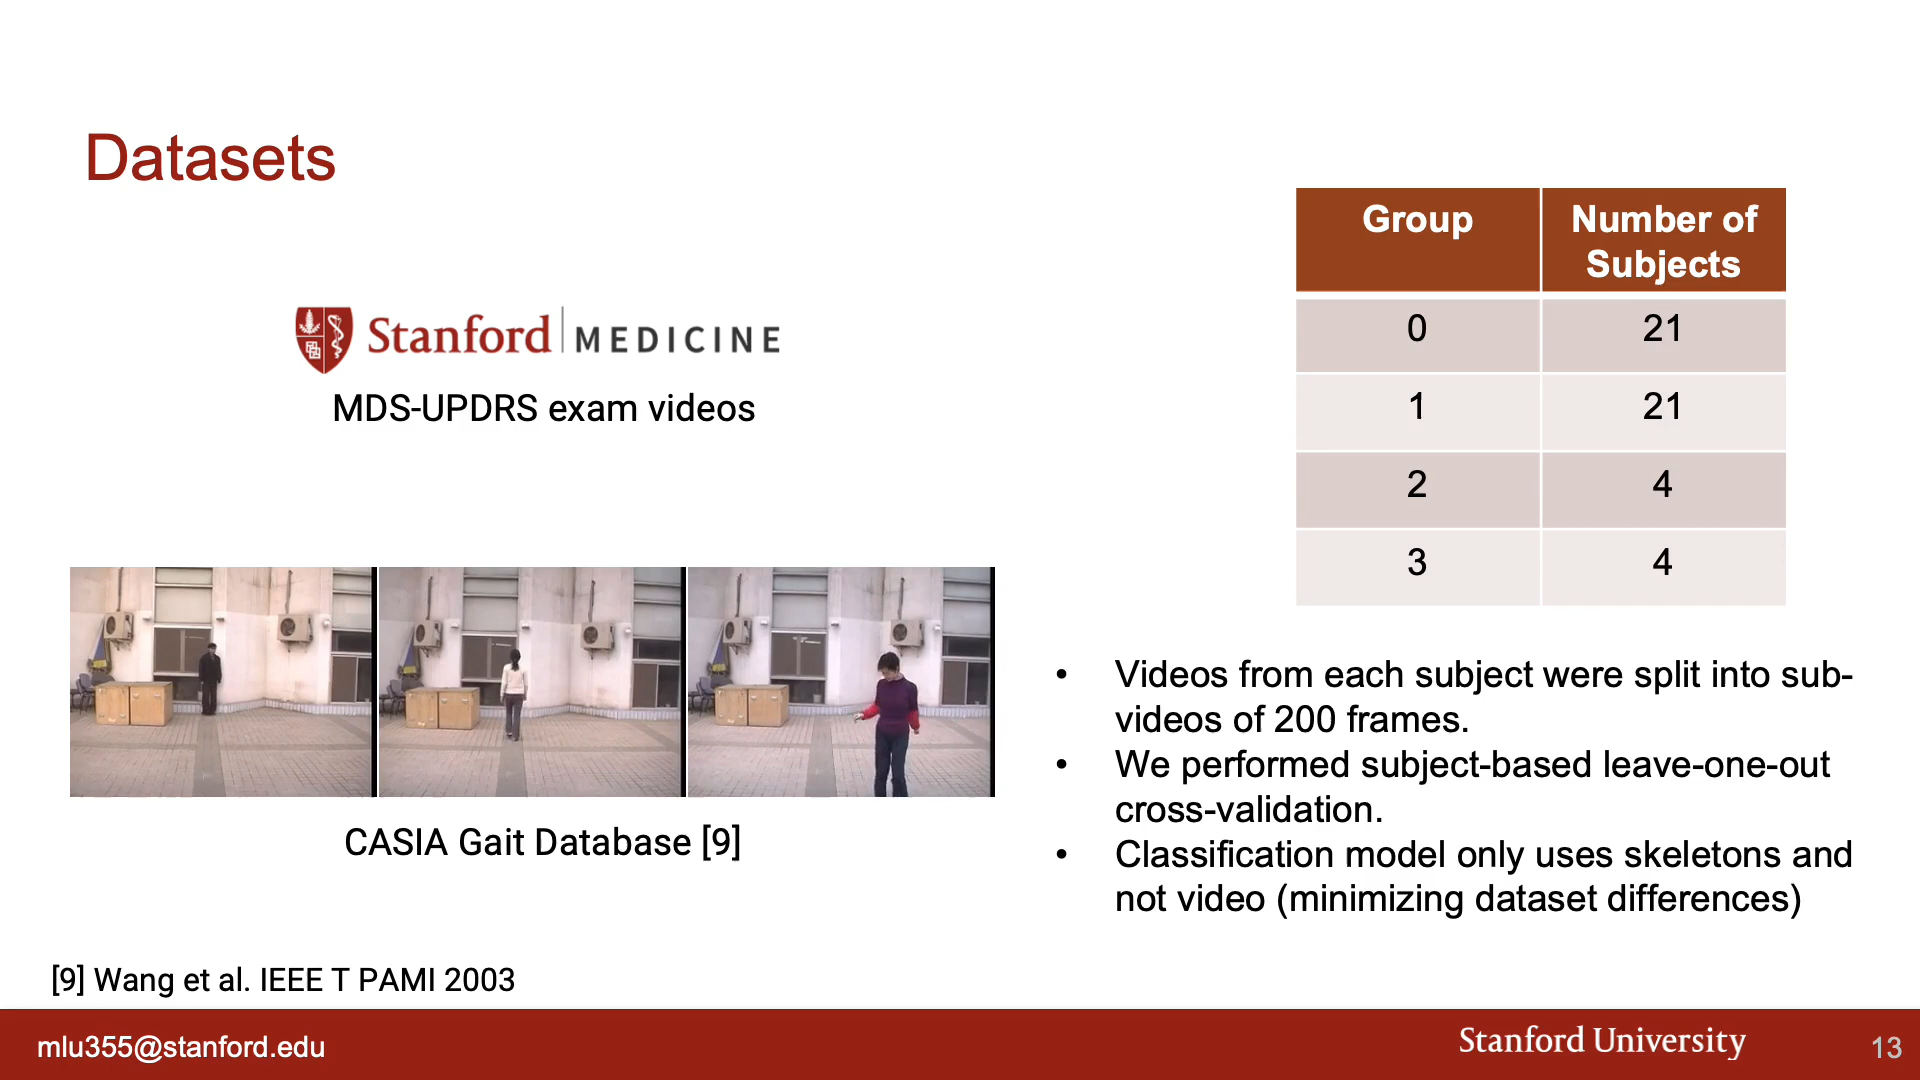 Datasets
Stanford MEDICINE
MDS-UPDRS exam videos
CASIA Gait Database [9]
Group Number of
Subjects
0 21
1 21
2 4
3 4
• Videos from each subject were split into sub-
videos of 200 frames.
• We performed subject-based leave-one-out
cross-validation.
• Classification model only uses skeletons and
not video (minimizing dataset differences)
[9] Wang et al. IEEE T PAMI 2003
mlu355@stanford.edu
Stanford University
13